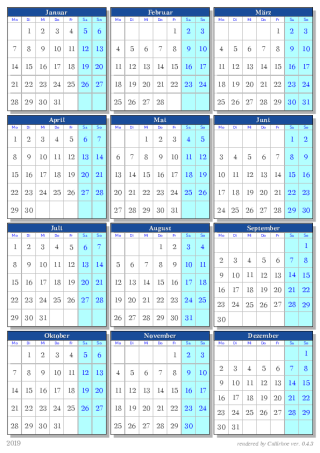 Januar
Mo Di Mi Do Fr Sa So
1 2 3 4 5 6
7 8 9 10 11 12 13
14 15 16 17 18 19 20
21 22 23 24 25 26 27
28 29 30 31
Februar
Mo Di Mi Do Fr Sa So
1 2 3
4 5 6 7 8 9 10
11 12 13 14 15 16 17
18 19 20 21 22 23 24
25 26 27 28
März
Mo Di Mi Do Fr Sa So
1 2 3
4 5 6 7 8 9 10
11 12 13 14 15 16 17
18 19 20 21 22 23 24
25 26 27 28 29 30 31
April
Mo Di Mi Do Fr Sa So
1 2 3 4 5 6 7
8 9 10 11 12 13 14
15 16 17 18 19 20 21
22 23 24 25 26 27 28
29 30
Mai
Mo Di Mi Do Fr Sa So
1 2 3 4 5
6 7 8 9 10 11 12
13 14 15 16 17 18 19
20 21 22 23 24 25 26
27 28 29 30 31
Juni
Mo Di Mi Do Fr Sa So
1 2
3 4 5 6 7 8 9
10 11 12 13 14 15 16
17 18 19 20 21 22 23
24 25 26 27 28 29 30
Juli
Mo Di Mi Do Fr Sa So
1 2 3 4 5 6 7
8 9 10 11 12 13 14
15 16 17 18 19 20 21
22 23 24 25 26 27 28
29 30 31
August
Mo Di Mi Do Fr Sa So
1 2 3 4
5 6 7 8 9 10 11
12 13 14 15 16 17 18
19 20 21 22 23 24 25
26 27 28 29 30 31
September
Mo Di Mi Do Fr Sa So
1
2 3 4 5 6 7 8
9 10 11 12 13 14 15
16 17 18 19 20 21 22
23 24 25 26 27 28 29
30
Oktober
Mo Di Mi Do Fr Sa So
1 2 3 4 5 6
7 8 9 10 11 12 13
14 15 16 17 18 19 20
21 22 23 24 25 26 27
28 29 30 31
November
Mo Di Mi Do Fr Sa So
1 2 3
4 5 6 7 8 9 10
11 12 13 14 15 16 17
18 19 20 21 22 23 24
25 26 27 28 29 30
Dezember
Mo Di Mi Do Fr Sa So
1
2 3 4 5 6 7 8
9 10 11 12 13 14 15
16 17 18 19 20 21 22
23 24 25 26 27 28 29
30 31
2019
rendered by Calirine ver. 0.4.3